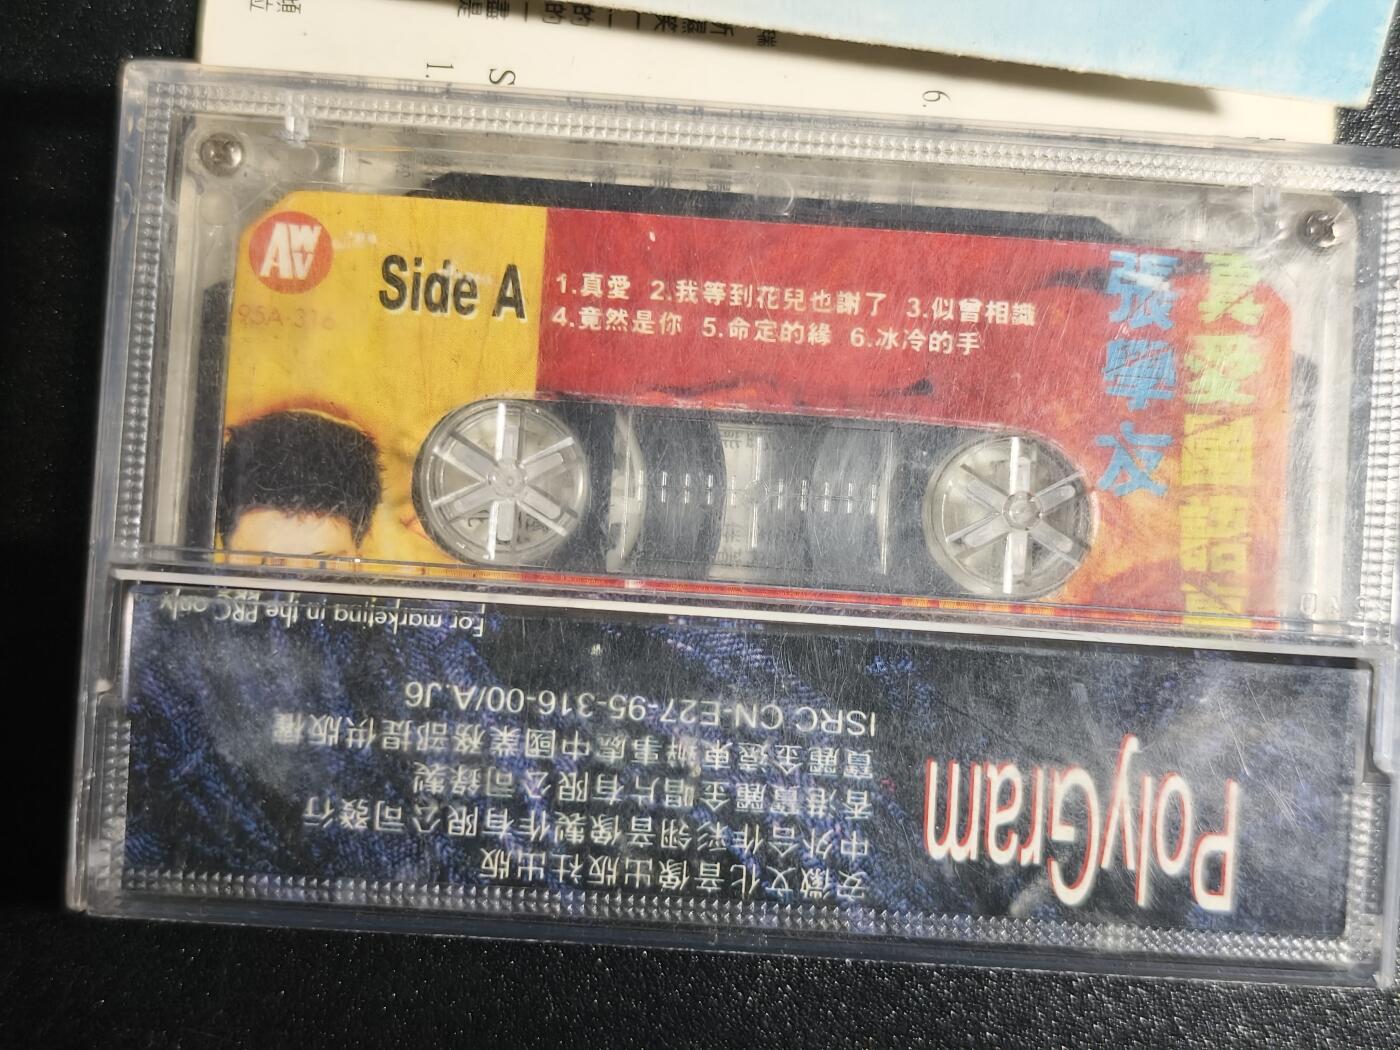 6.
1.
AWV
95A-316
Side A
1.真愛 2.我等到花兒也謝了 3.似曾相識
4.竟然是你 5.命定的緣 6.冰冷的手
張學友
真愛
For marketing in the PRC only
PolyGram
安徽文化音像出版社出版
中外合作彩翎音像製作有限公司發行
香港寶麗金唱片有限公司錄製
寶麗金遠東辦事處中國業務部提供版權
ISRC CN-E27-95-316-00/A.J6